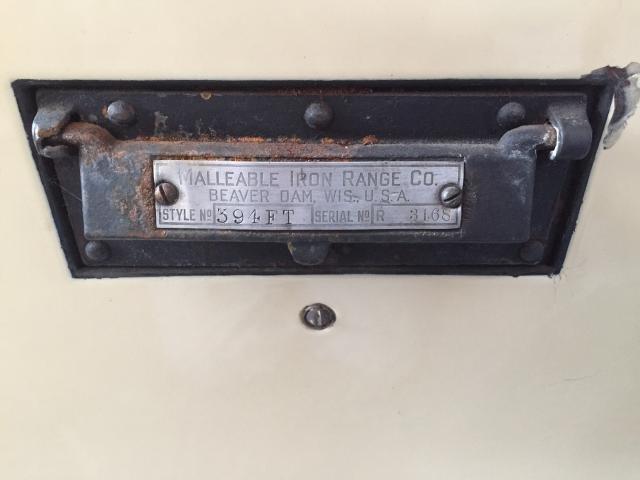 MALLEABLE IRON RANGE CO.
BEAVER DAM, WIS., U.S.A.
STYLE NO 394FT SERIAL NO R 3168